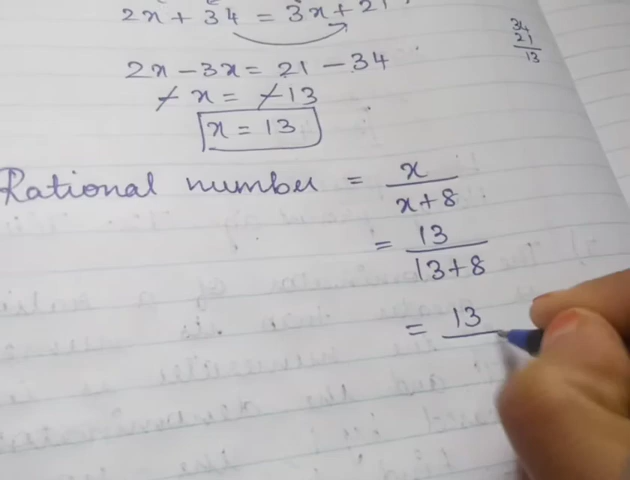 2x + 34 = 3x + 21
34
21
13
2x - 3x = 21 - 34
- x = - 13
x = 13
Rational number = x / x+8
= 13 / 13+8
= 13